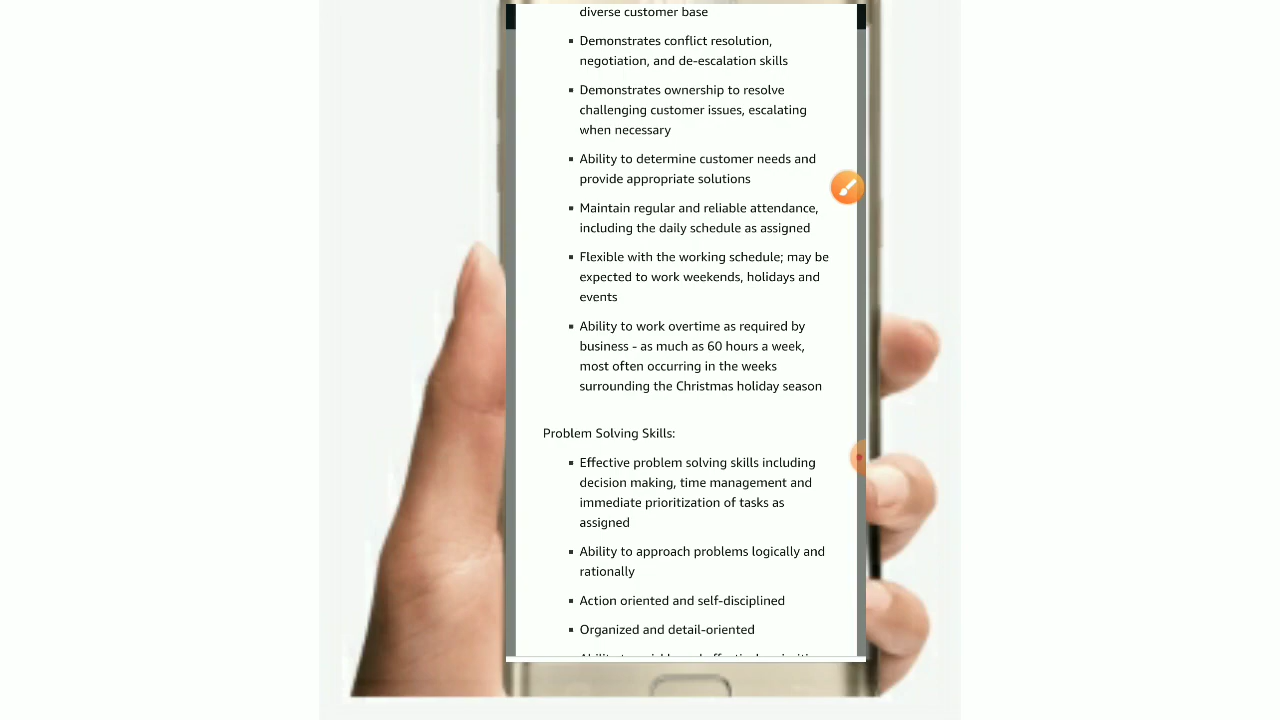 diverse customer base
▪ Demonstrates conflict resolution,
negotiation, and de-escalation skills
▪ Demonstrates ownership to resolve
challenging customer issues, escalating
when necessary
▪ Ability to determine customer needs and
provide appropriate solutions
▪ Maintain regular and reliable attendance,
including the daily schedule as assigned
▪ Flexible with the working schedule; may be
expected to work weekends, holidays and
events
▪ Ability to work overtime as required by
business - as much as 60 hours a week,
most often occurring in the weeks
surrounding the Christmas holiday season
Problem Solving Skills:
▪ Effective problem solving skills including
decision making, time management and
immediate prioritization of tasks as
assigned
▪ Ability to approach problems logically and
rationally
▪ Action oriented and self-disciplined
▪ Organized and detail-oriented